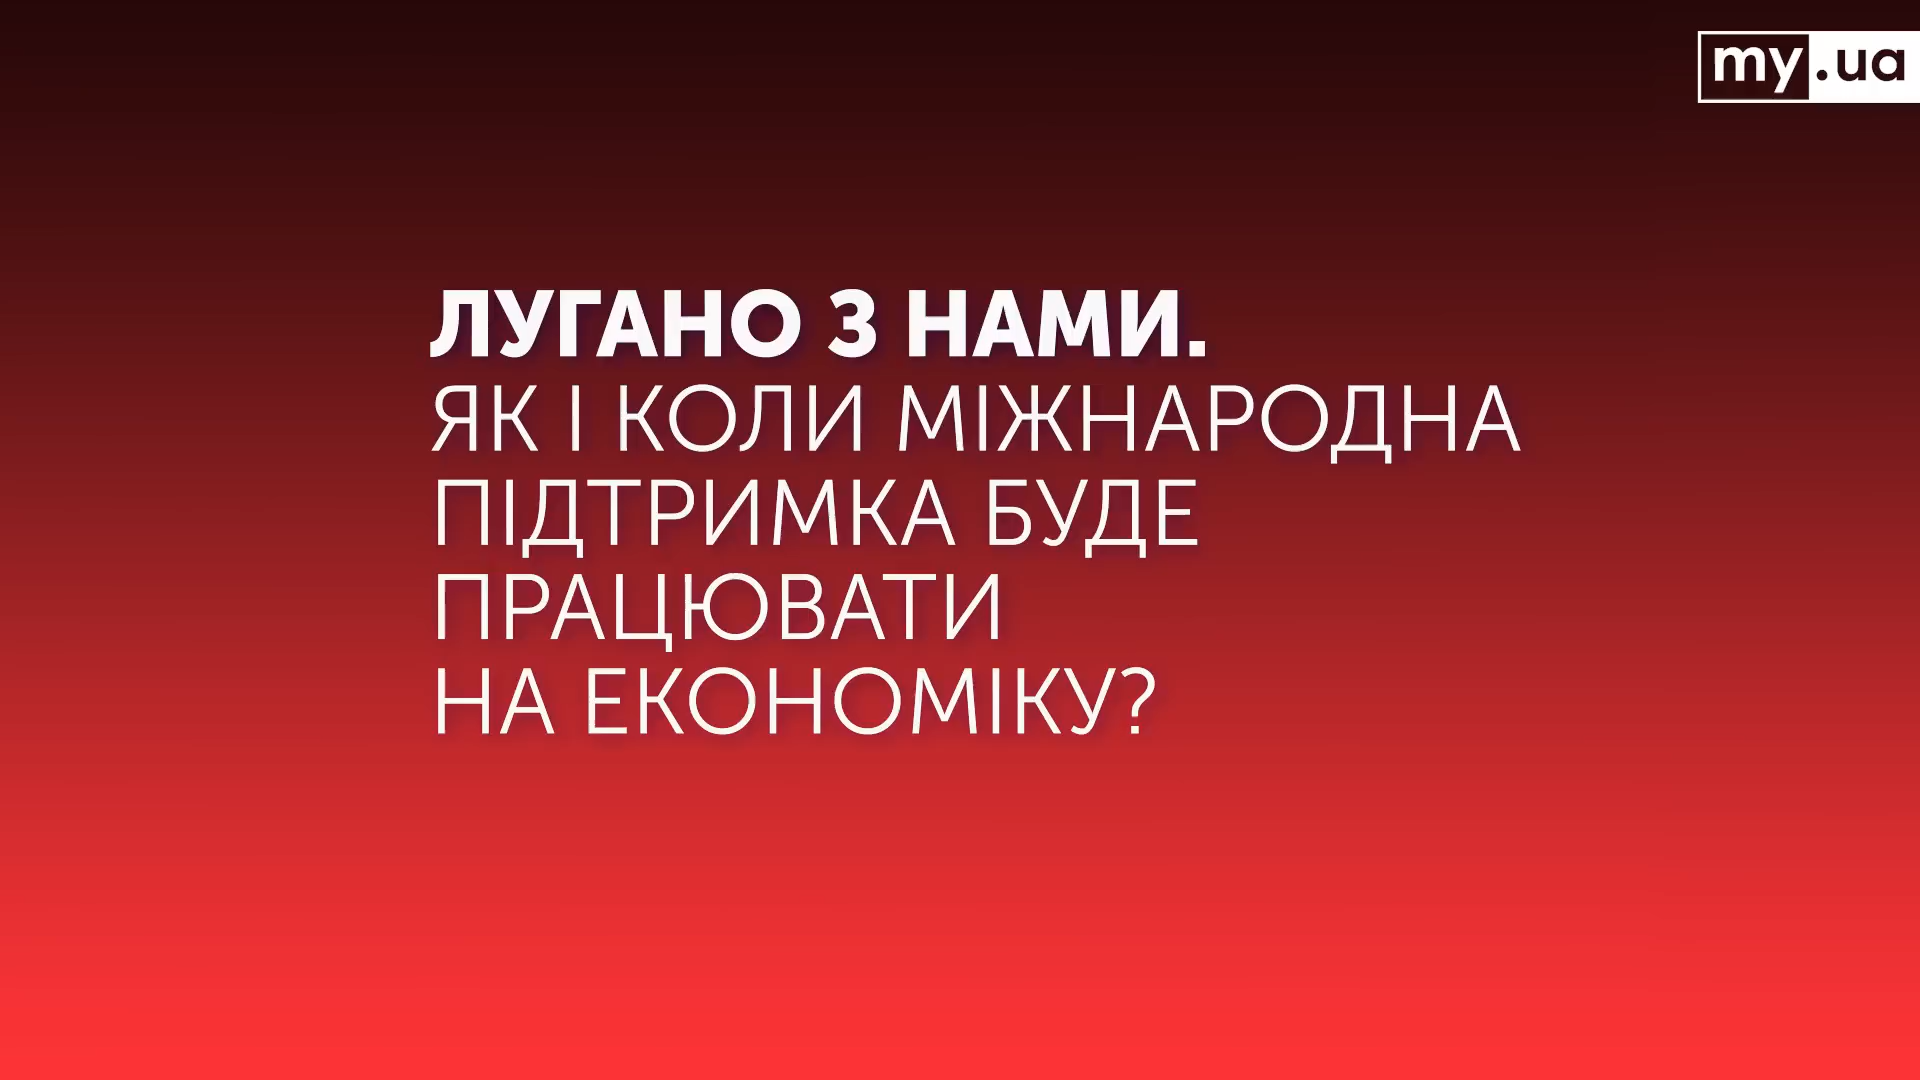 my.ua
ЛУГАНО З НАМИ.
ЯК І КОЛИ МІЖНАРОДНА
ПІДТРИМКА БУДЕ
ПРАЦЮВАТИ
НА ЕКОНОМІКУ?